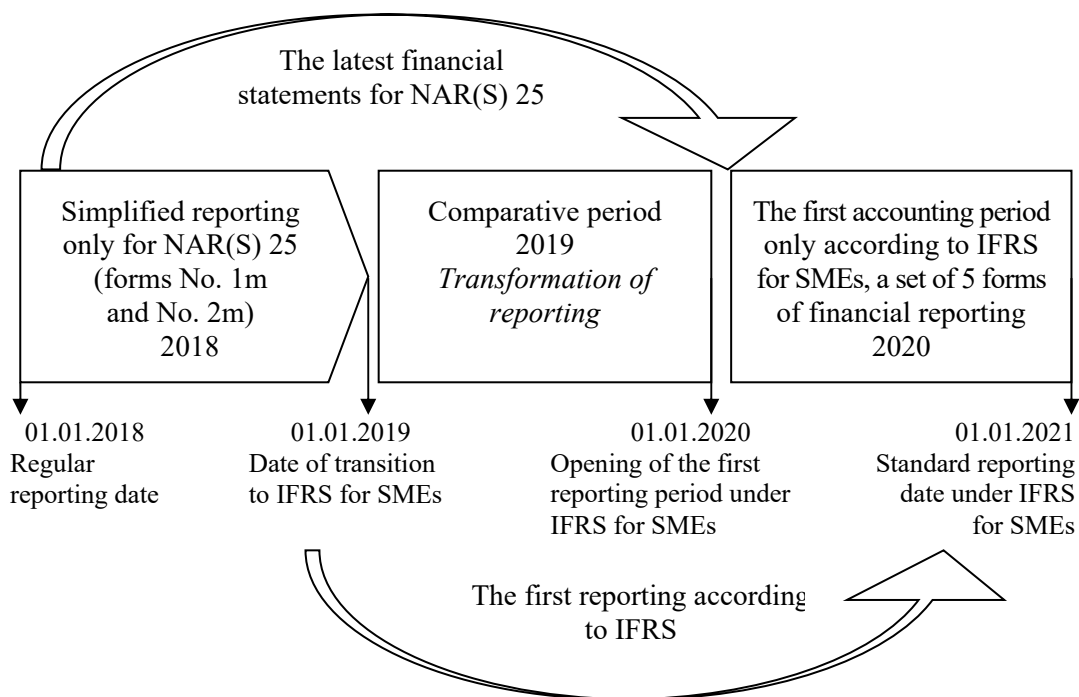 The latest financial
statements for NAR(S) 25
Simplified reporting
only for NAR(S) 25
(forms No. 1m
and No. 2m)
2018
Comparative period
2019
Transformation of
reporting
The first accounting period
only according to IFRS
for SMEs, a set of 5 forms
of financial reporting
2020
01.01.2018
Regular
reporting date
01.01.2019
Date of transition
to IFRS for SMEs
01.01.2020
Opening of the first
reporting period under
IFRS for SMEs
01.01.2021
Standard reporting
date under IFRS
for SMEs
The first reporting according
to IFRS